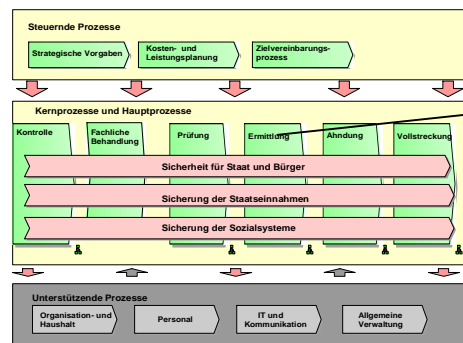 Steuernde Prozesse
Strategische Vorgaben
Kosten- und
Leistungsplanung
Zielvereinbarungs-
prozess
Kernprozesse und Hauptprozesse
Kontrolle
Fachliche
Behandlung
Prüfung
Ermittlung
Ahndung
Vollstreckung
Sicherheit für Staat und Bürger
Sicherung der Staatseinnahmen
Sicherung der Sozialsysteme
Unterstützende Prozesse
Organisation- und
Haushalt
Personal
IT und
Kommunikation
Allgemeine
Verwaltung